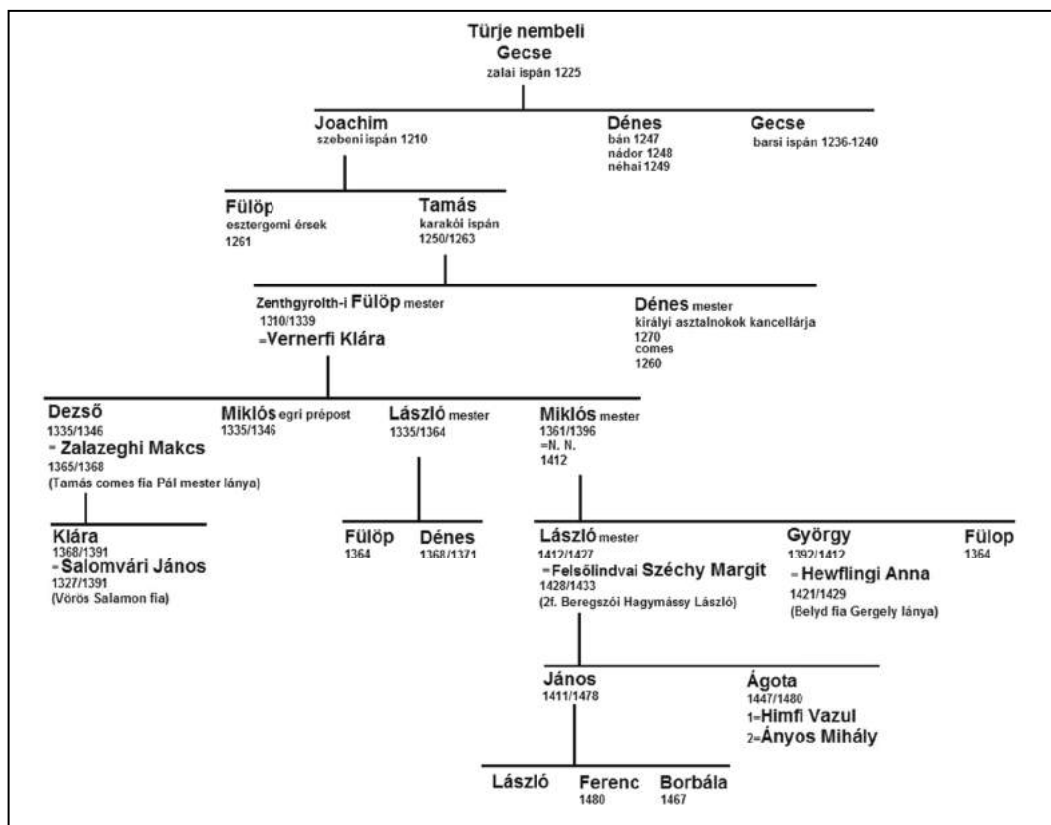 Türje nembeli
Gecse
zalai ispán 1225
Joachim
szebeni ispán 1210
Dénes
bán 1247
nádor 1248
néhai 1249
Gecse
barsi ispán 1236-1240
Fülöp
esztergomi érsek
1261
Tamás
karakói ispán
1250/1263
Zenthgyrolth-i Fülöp mester
1310/1339
=Vernerfi Klára
Dénes mester
királyi asztalnokok kancellárja
1270
comes
1260
Dezső
1335/1346
= Zalazeghi Makcs
1365/1368
(Tamás comes fia Pál mester lánya)
Miklós egri prépost
1335/1346
László mester
1335/1364
Miklós mester
1361/1396
=N. N.
1412
Klára
1368/1391
=Salomvári János
1327/1391
(Vörös Salamon fia)
Fülöp
1364
Dénes
1368/1371
László mester
1412/1427
=Felsőlindvai Széchy Margit
1428/1433
(2f. Beregszói Hagymássy László)
György
1392/1412
=Hewflingi Anna
1421/1429
(Belyd fia Gergely lánya)
Fülop
1364
János
1411/1478
Ágota
1447/1480
1=Himfi Vazul
2=Ányos Mihály
László
Ferenc
1480
Borbála
1467